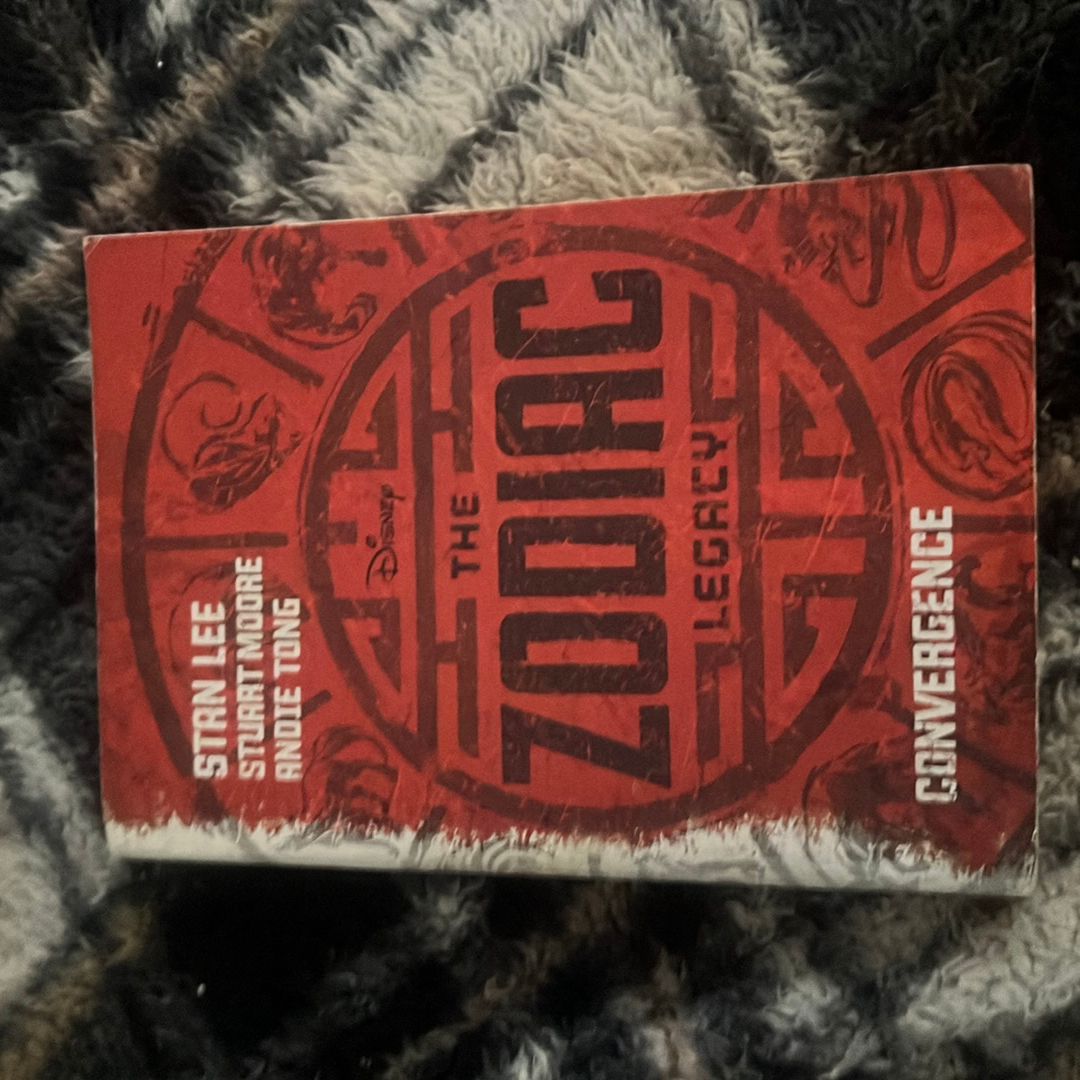 STAN LEE
STUART MOORE
ANDIE TONG
Disney
THE
ZODIAC
LEGACY
CONVERGENCE